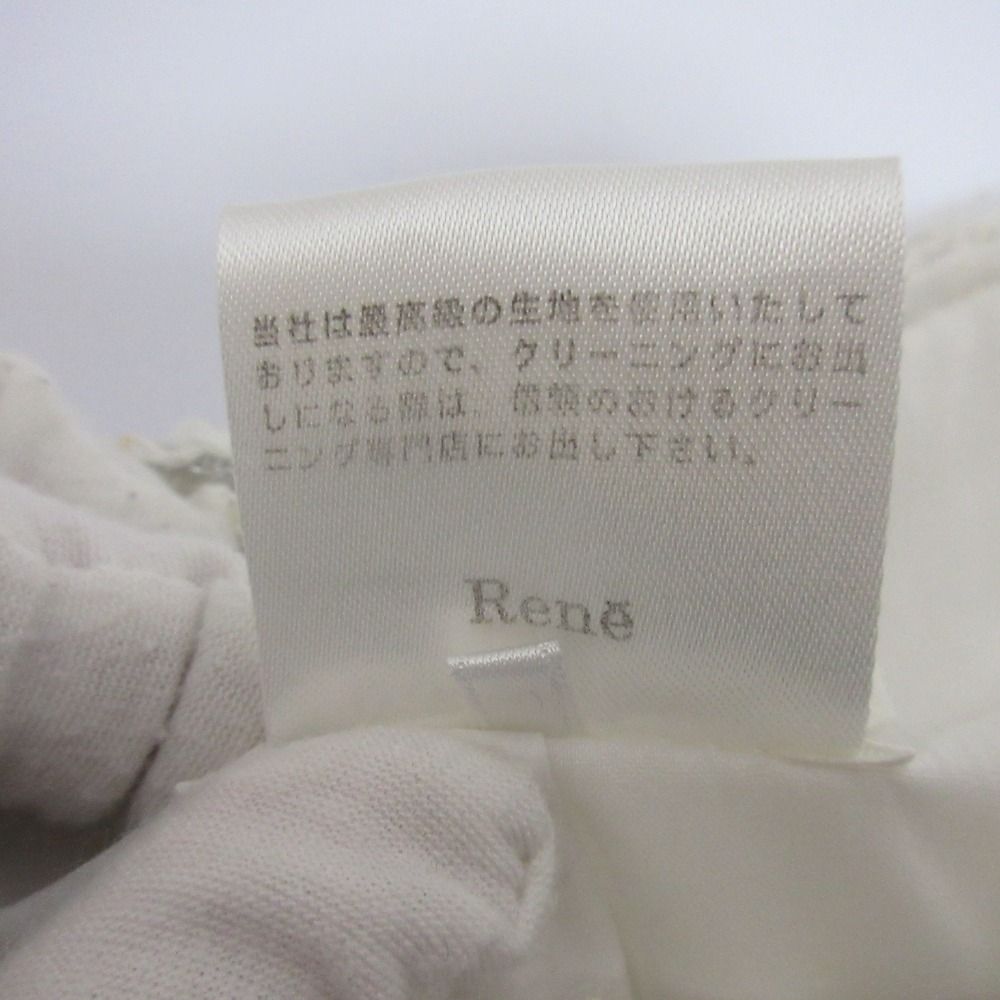 当社は最高級の生地を使用いたして
おりますので、クリーニングにお出
しになる際は、信頼のおけるクリー
ニング専門店にお出し下さい。
René